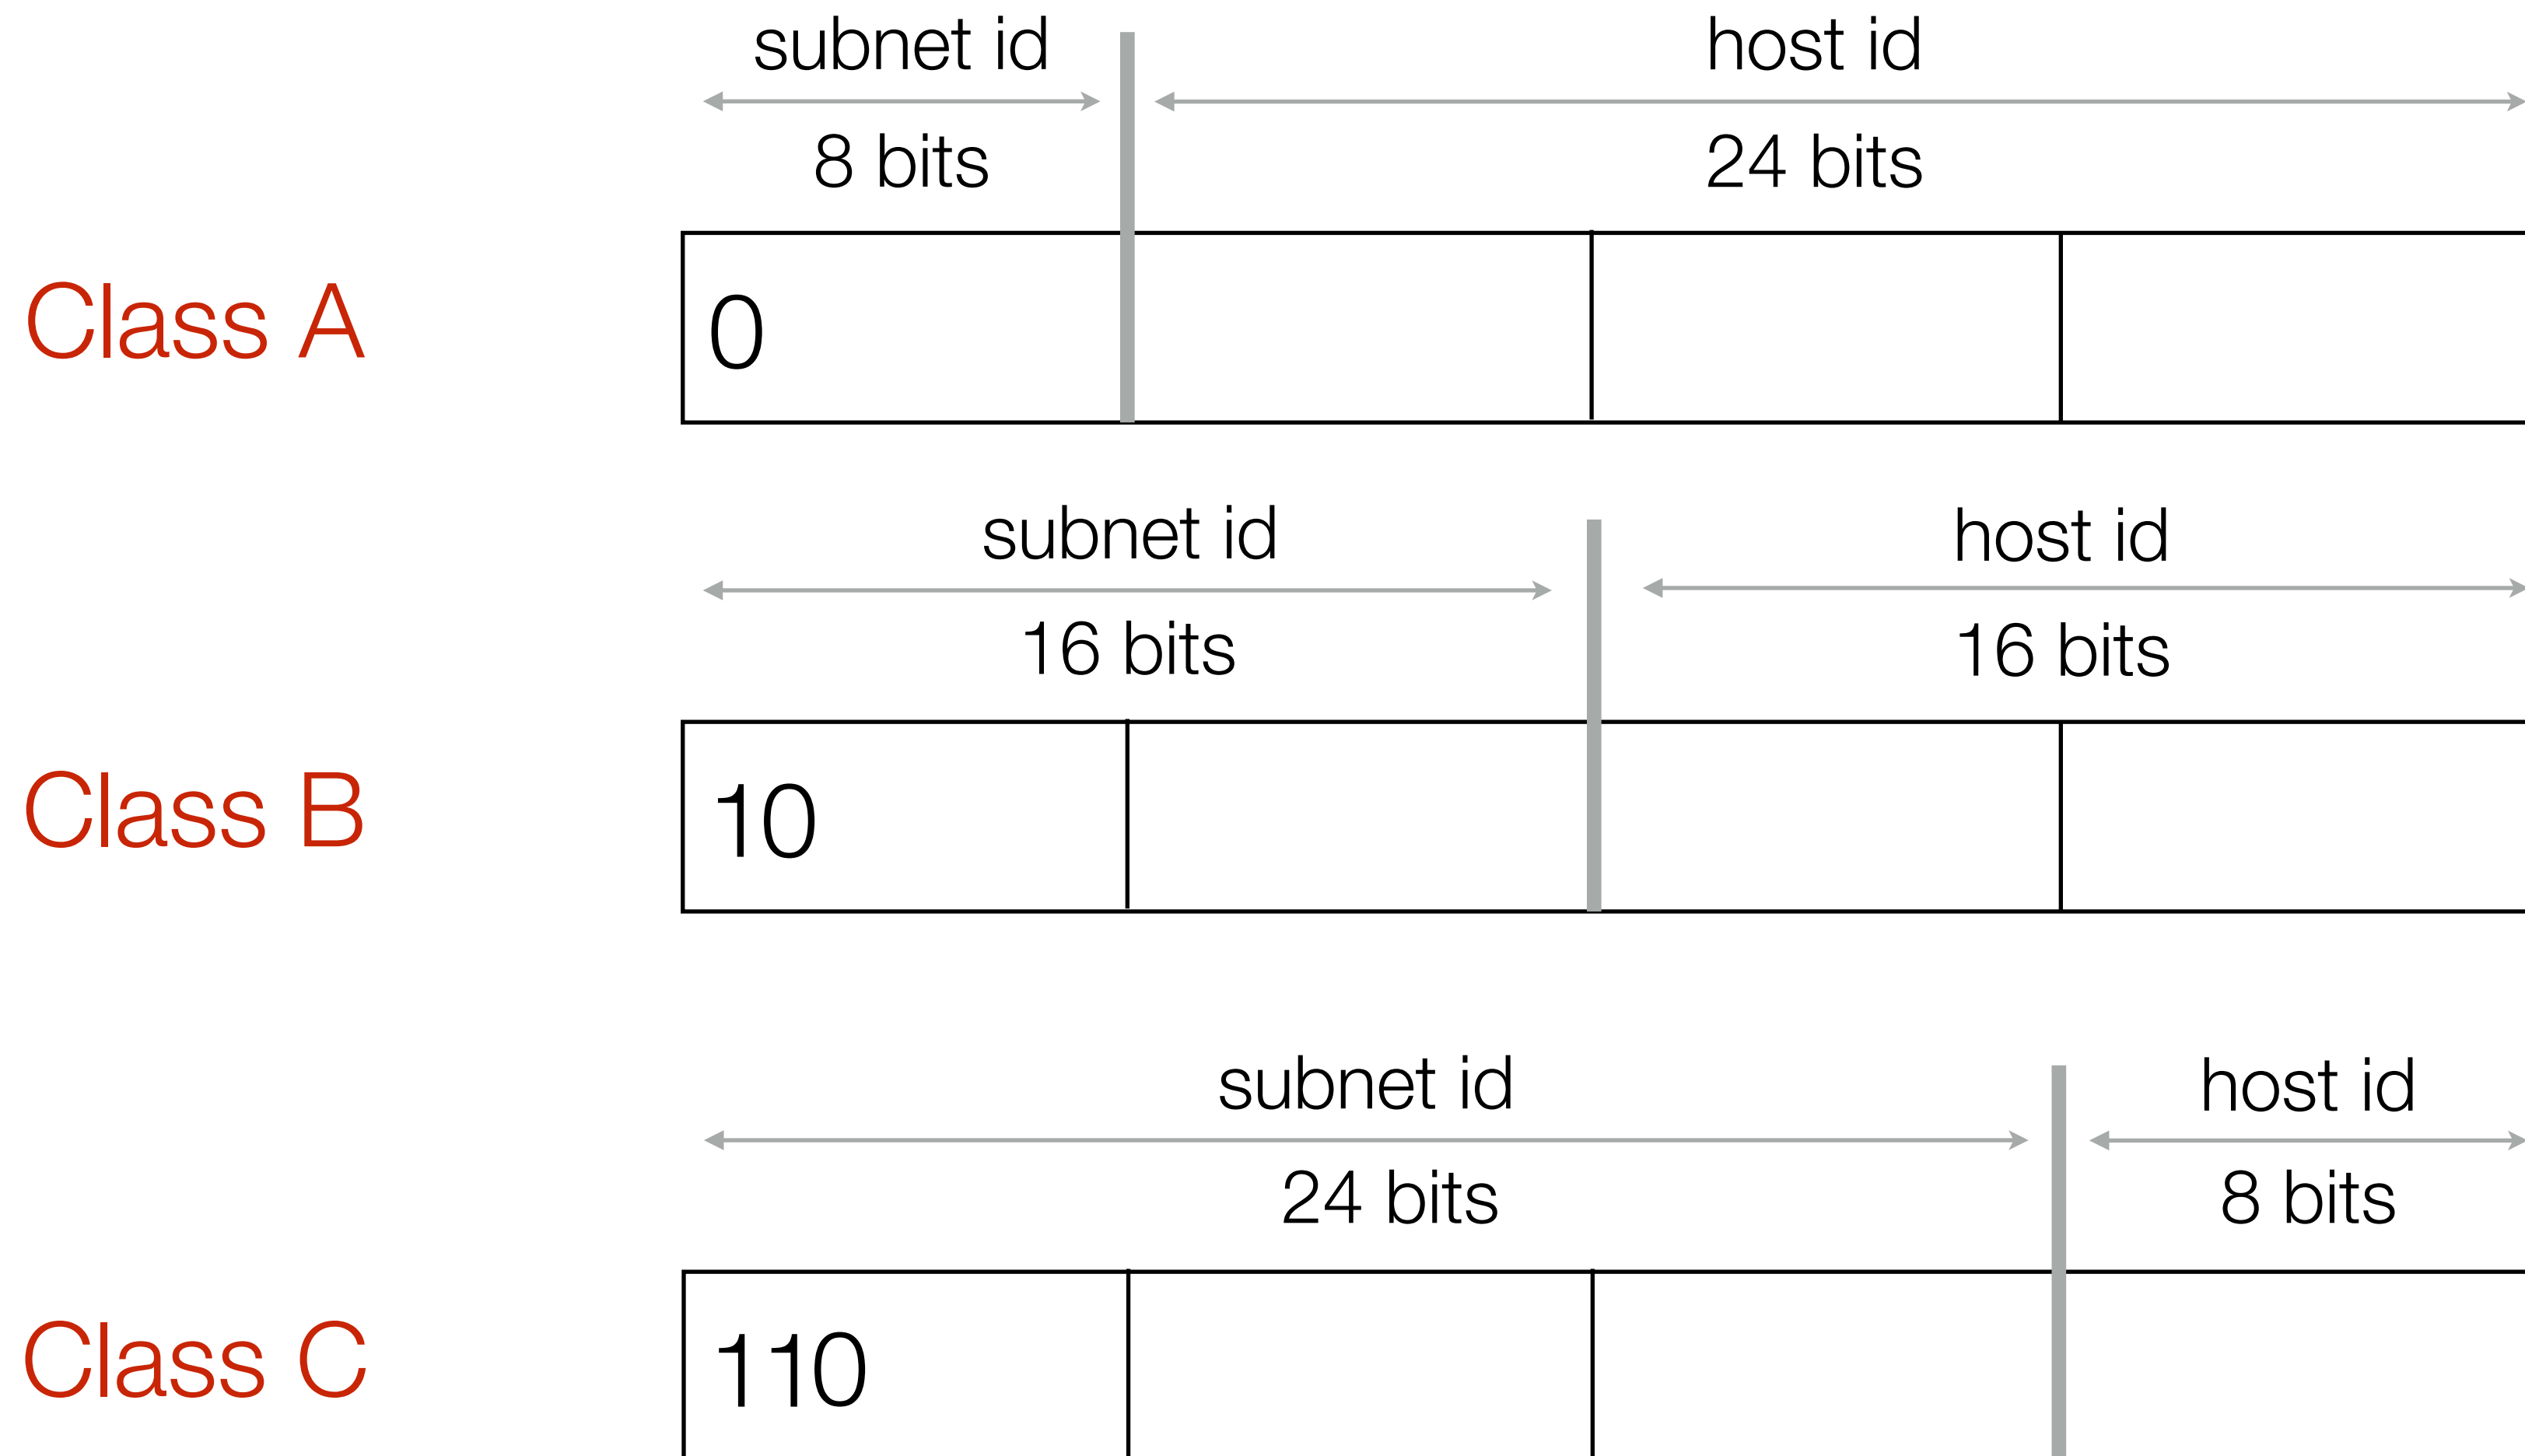 subnet id host id
8 bits 24 bits
Class A 0
subnet id host id
16 bits 16 bits
Class B 10
subnet id host id
24 bits 8 bits
Class C 110